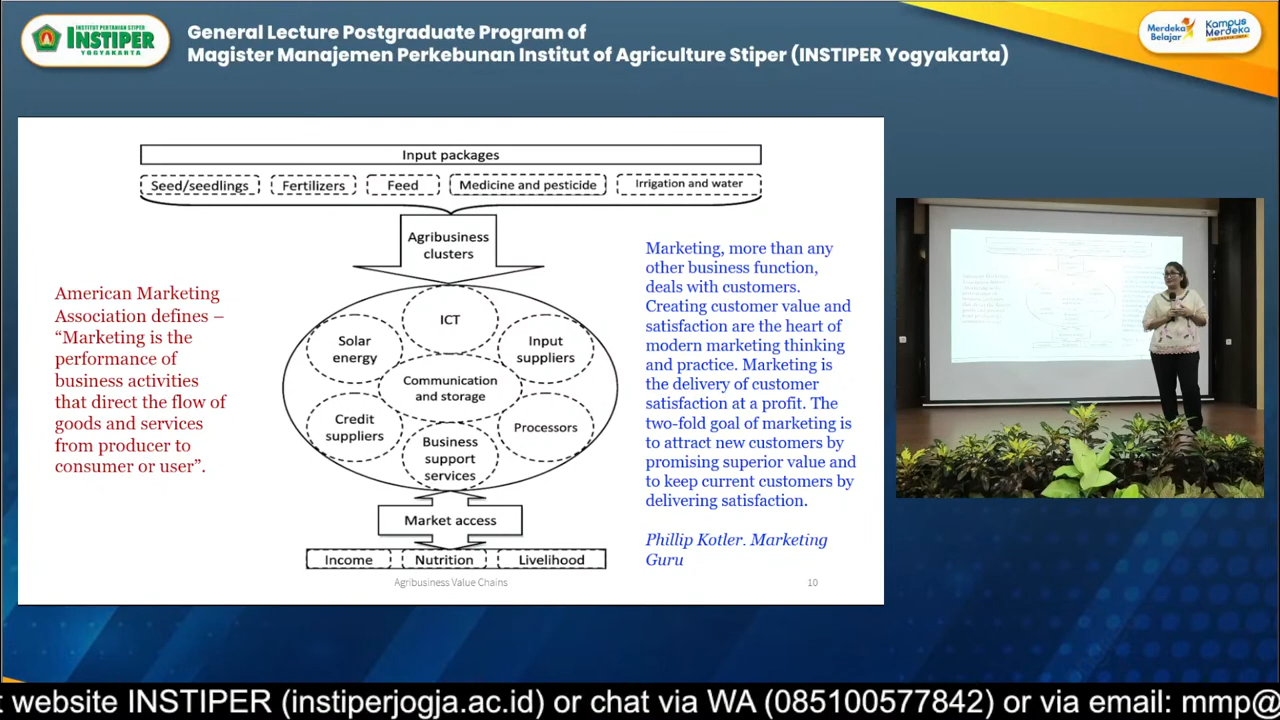 INSTITUT PERTANIAN STIPER
INSTIPER
YOGYAKARTA
General Lecture Postgraduate Program of
Magister Manajemen Perkebunan Institut of Agriculture Stiper (INSTIPER Yogyakarta)
Merdeka
Belajar
Kampus
Merdeka
Input packages
Seed/seedlings
Fertilizers
Feed
Medicine and pesticide
Irrigation and water
Agribusiness
clusters
ICT
Solar
energy
Input
suppliers
Communication
and storage
Credit
suppliers
Business
support
services
Processors
Market access
Income
Nutrition
Livelihood
American Marketing
Association defines –
“Marketing is the
performance of
business activities
that direct the flow of
goods and services
from producer to
consumer or user”.
Marketing, more than any
other business function,
deals with customers.
Creating customer value and
satisfaction are the heart of
modern marketing thinking
and practice. Marketing is
the delivery of customer
satisfaction at a profit. The
two-fold goal of marketing is
to attract new customers by
promising superior value and
to keep current customers by
delivering satisfaction.
Phillip Kotler. Marketing
Guru
Agribusiness Value Chains
10
website INSTIPER (instiperjogja.ac.id) or chat via WA (085100577842) or via email: mmp@